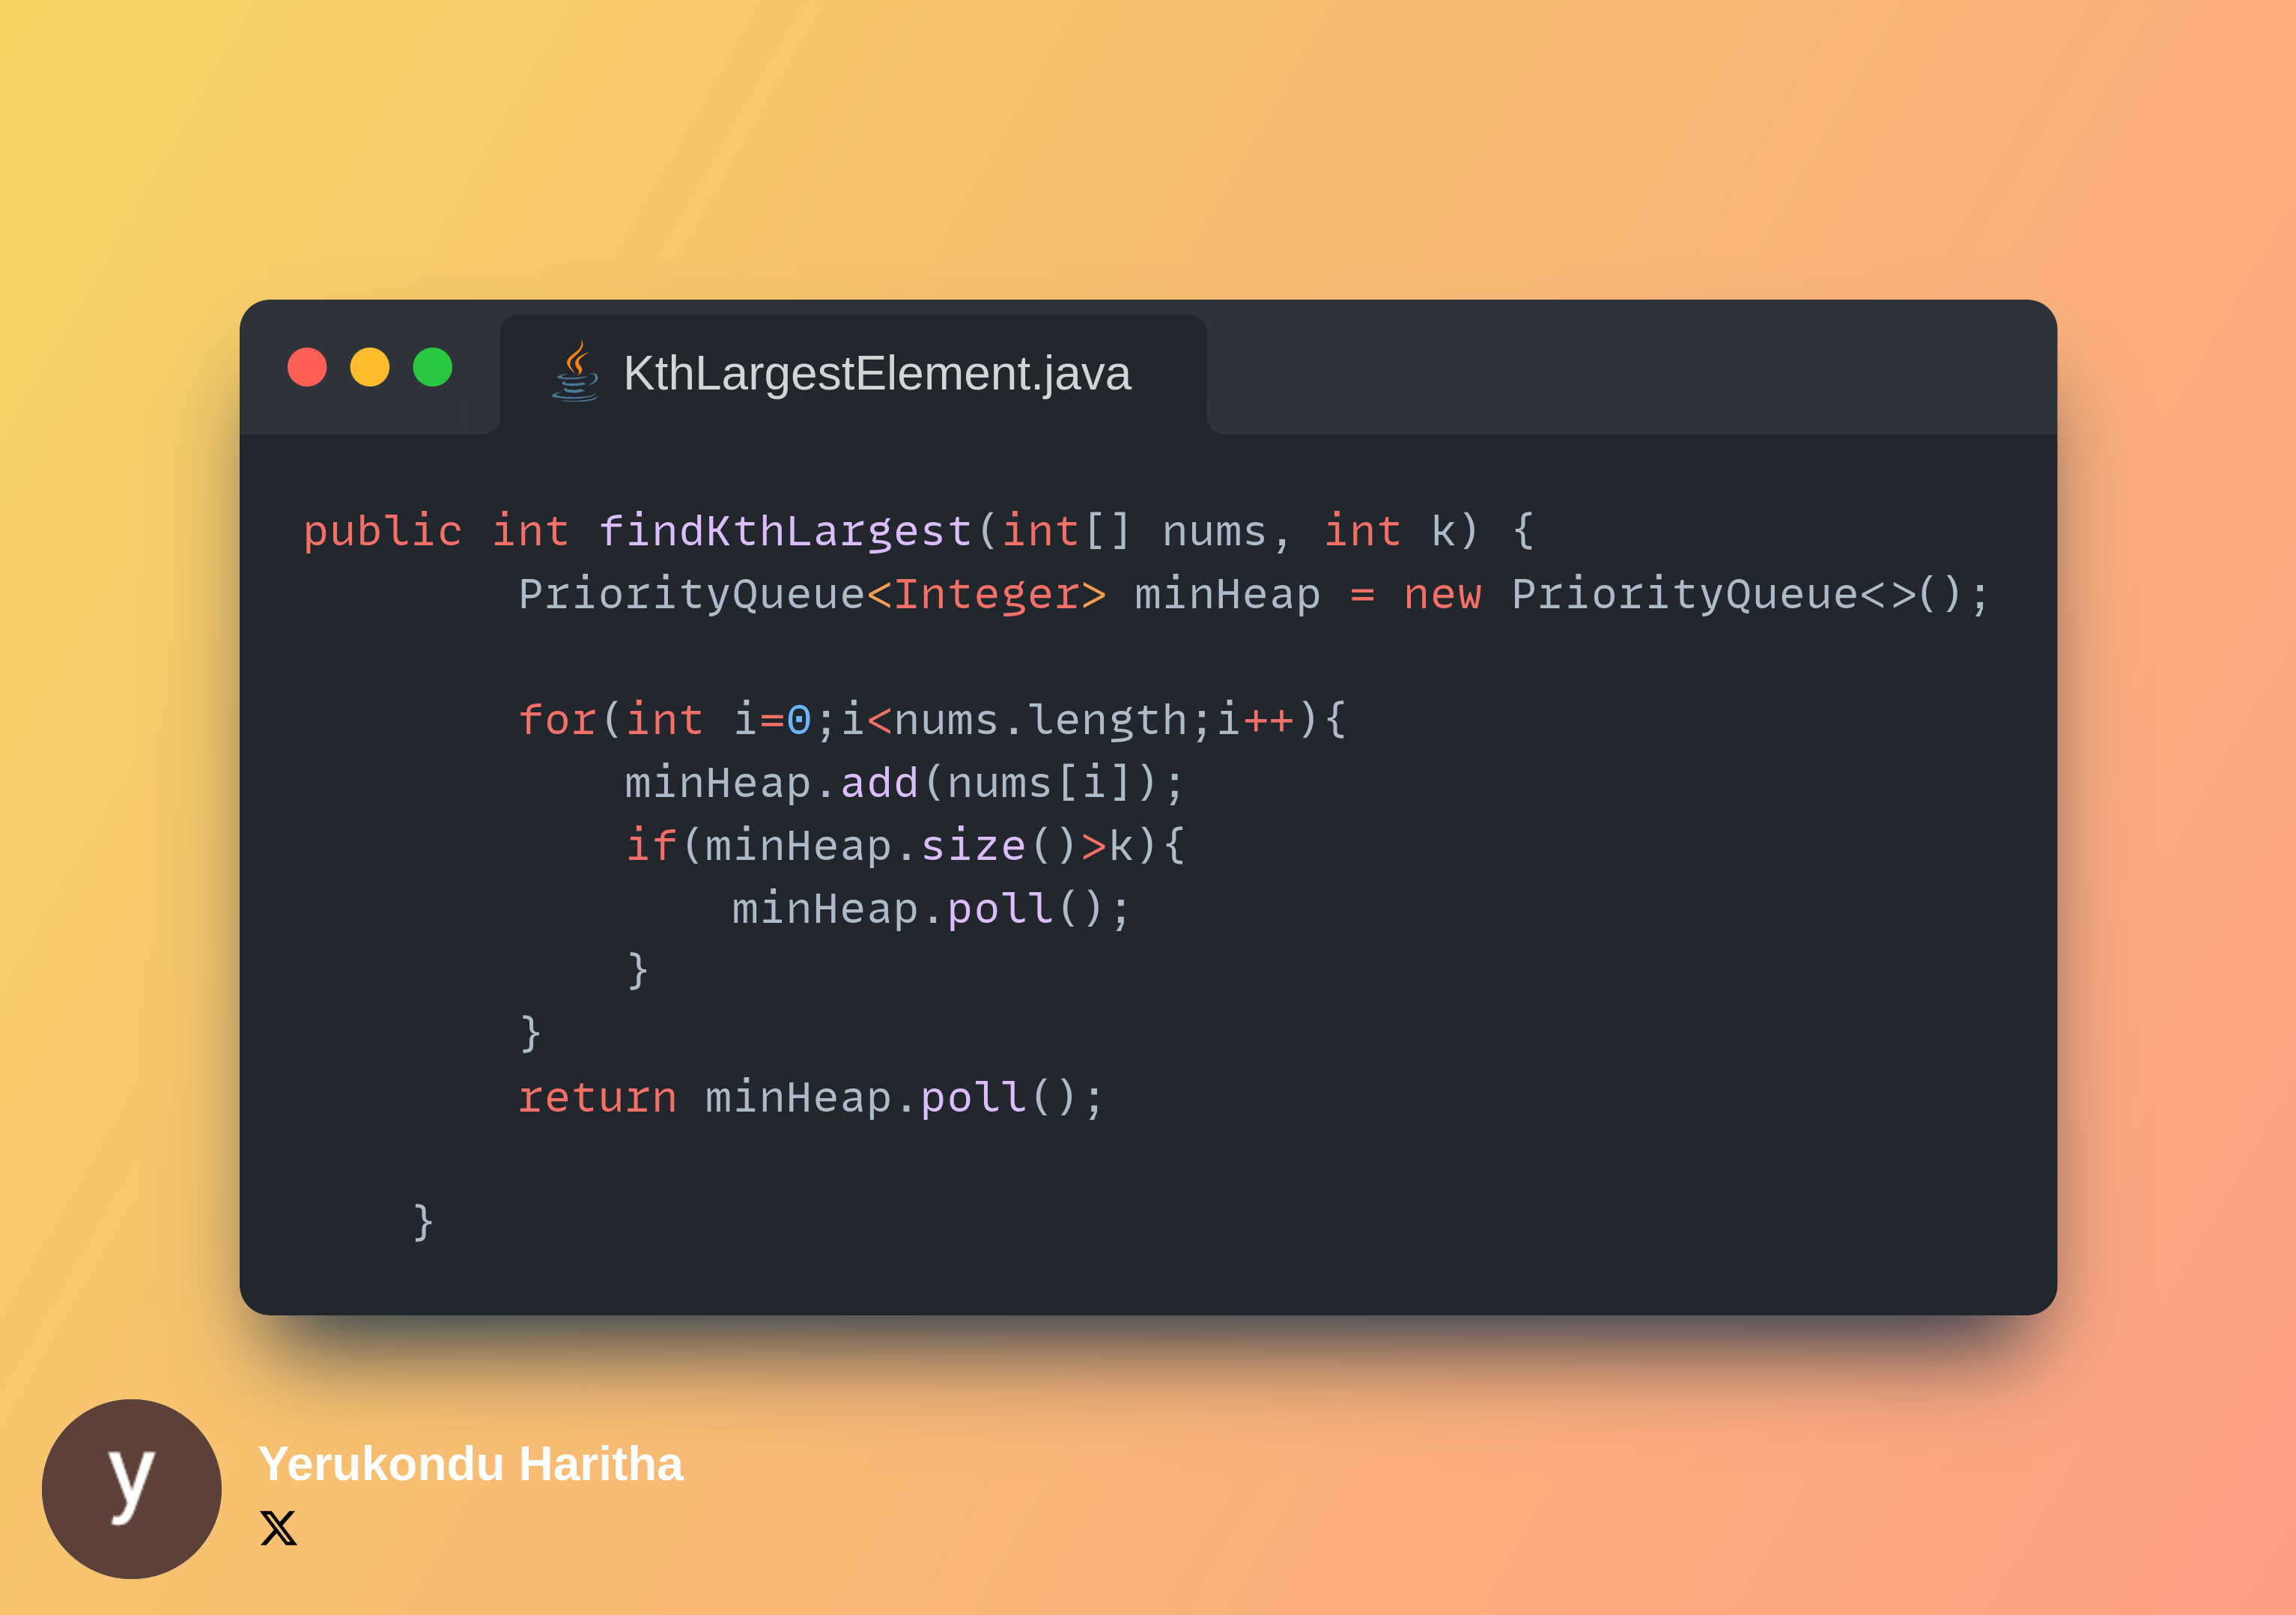 KthLargestElement.java
public int findKthLargest(int[] nums, int k) {
        PriorityQueue<Integer> minHeap = new PriorityQueue<>();
        for(int i=0;i<nums.length;i++){
            minHeap.add(nums[i]);
            if(minHeap.size()>k){
                minHeap.poll();
            }
        }
        return minHeap.poll();
    }
y
Yerukondu Haritha
X